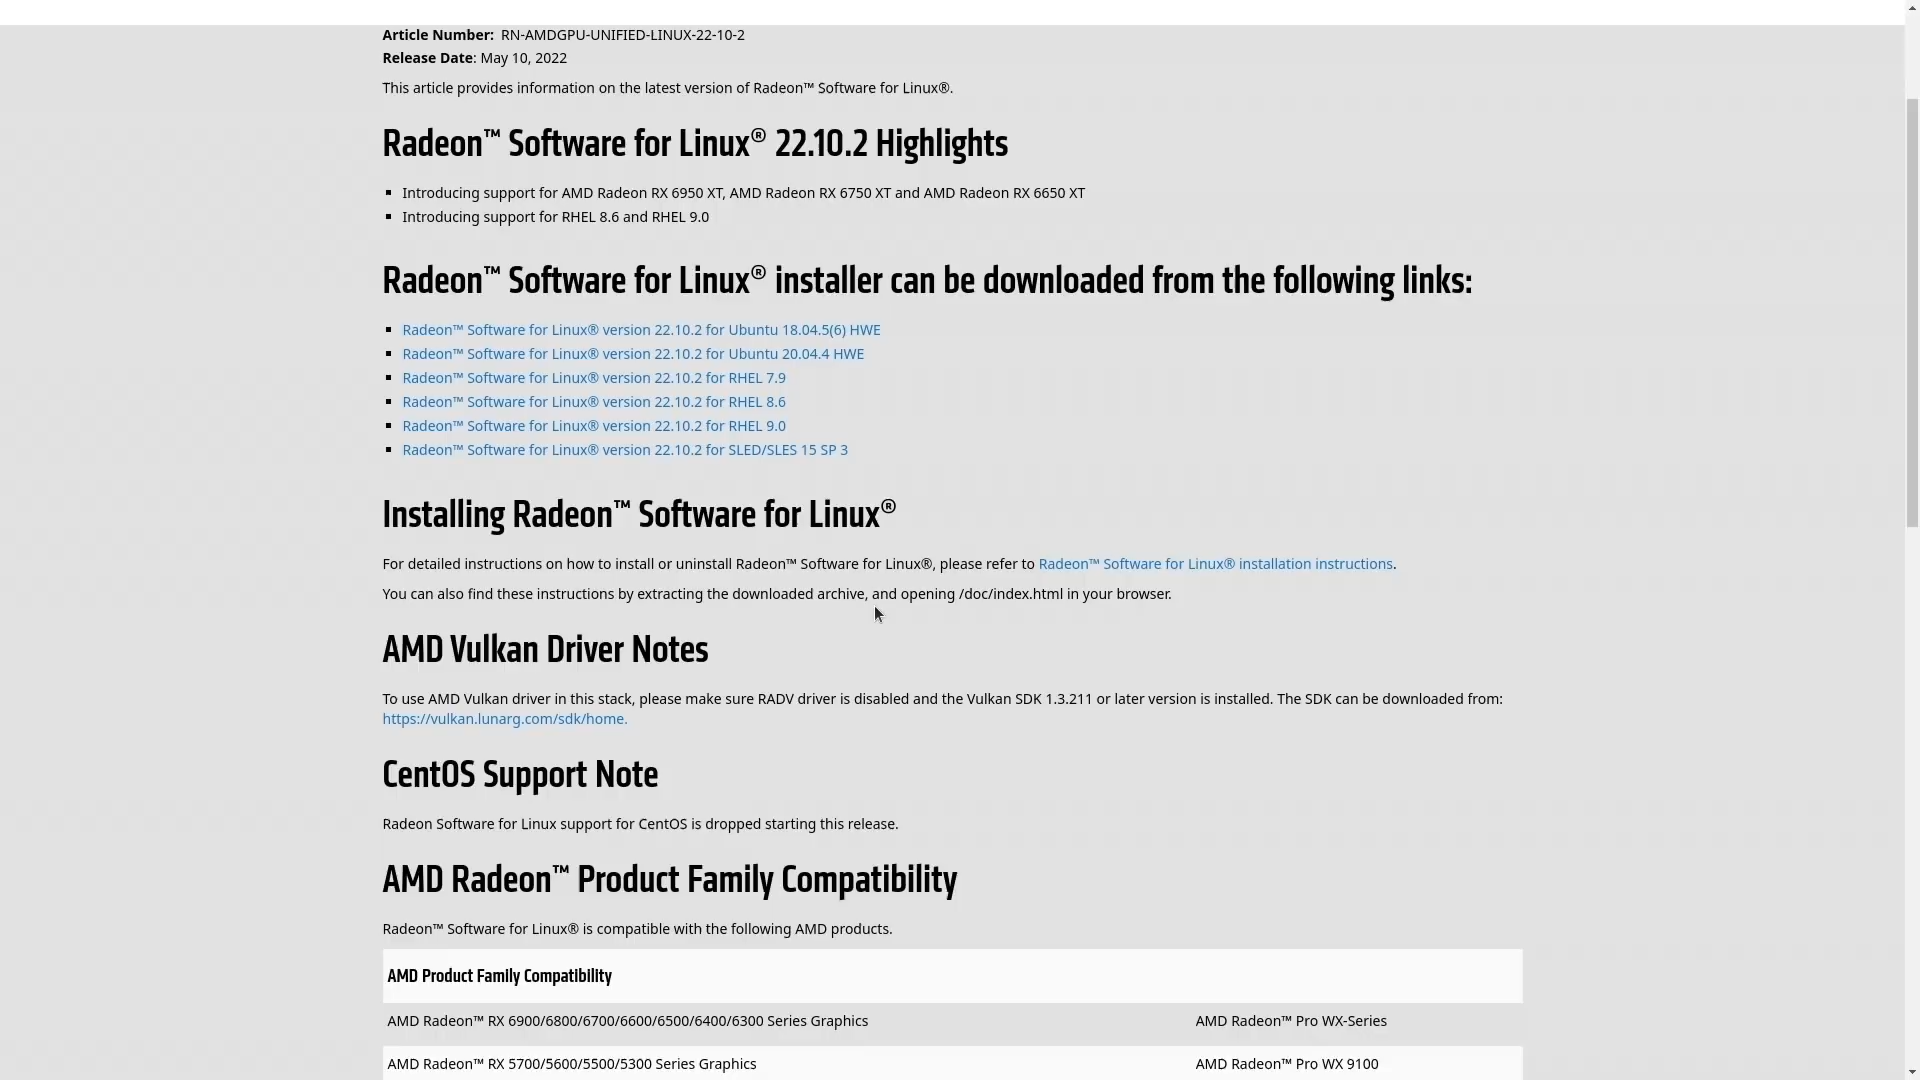 Article Number: RN-AMDGPU-UNIFIED-LINUX-22-10-2
Release Date: May 10, 2022
This article provides information on the latest version of Radeon™ Software for Linux®.
Radeon™ Software for Linux® 22.10.2 Highlights
Introducing support for AMD Radeon RX 6950 XT, AMD Radeon RX 6750 XT and AMD Radeon RX 6650 XT
Introducing support for RHEL 8.6 and RHEL 9.0
Radeon™ Software for Linux® installer can be downloaded from the following links:
Radeon™ Software for Linux® version 22.10.2 for Ubuntu 18.04.5(6) HWE
Radeon™ Software for Linux® version 22.10.2 for Ubuntu 20.04.4 HWE
Radeon™ Software for Linux® version 22.10.2 for RHEL 7.9
Radeon™ Software for Linux® version 22.10.2 for RHEL 8.6
Radeon™ Software for Linux® version 22.10.2 for RHEL 9.0
Radeon™ Software for Linux® version 22.10.2 for SLED/SLES 15 SP 3
Installing Radeon™ Software for Linux®
For detailed instructions on how to install or uninstall Radeon™ Software for Linux®, please refer to Radeon™ Software for Linux® installation instructions.
You can also find these instructions by extracting the downloaded archive, and opening /doc/index.html in your browser.
AMD Vulkan Driver Notes
To use AMD Vulkan driver in this stack, please make sure RADV driver is disabled and the Vulkan SDK 1.3.211 or later version is installed. The SDK can be downloaded from:
https://vulkan.lunarg.com/sdk/home.
CentOS Support Note
Radeon Software for Linux support for CentOS is dropped starting this release.
AMD Radeon™ Product Family Compatibility
Radeon™ Software for Linux® is compatible with the following AMD products.
AMD Product Family Compatibility
AMD Radeon™ RX 6900/6800/6700/6600/6500/6400/6300 Series Graphics AMD Radeon™ Pro WX-Series
AMD Radeon™ RX 5700/5600/5500/5300 Series Graphics AMD Radeon™ Pro WX 9100